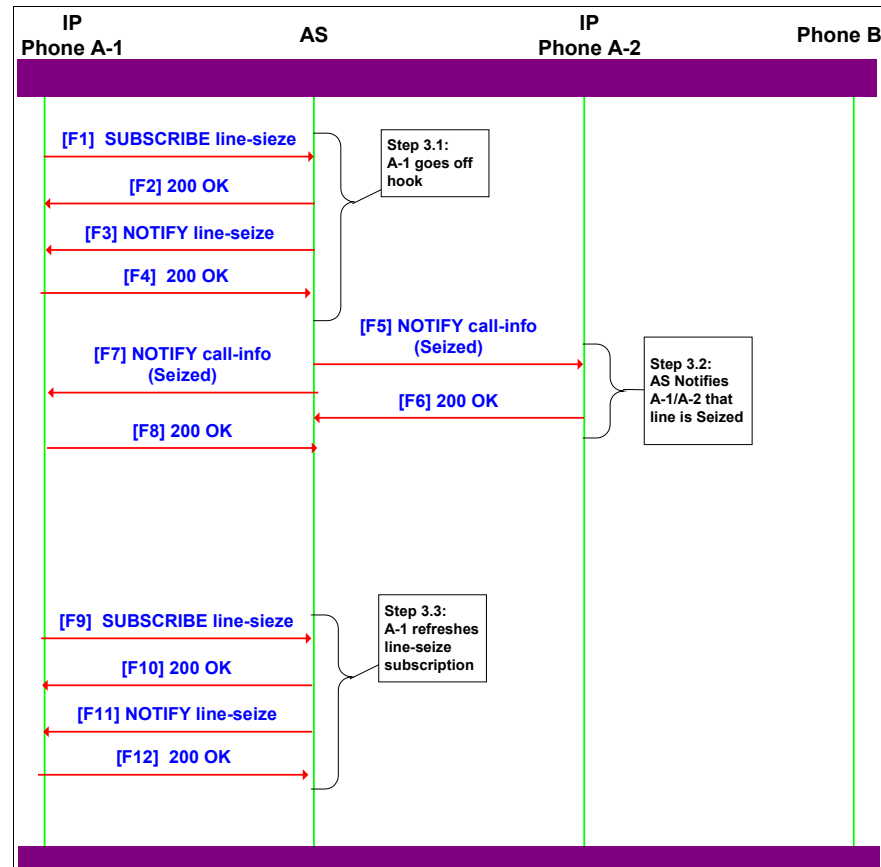 IP
Phone A-1
AS
IP
Phone A-2
Phone B
[F1] SUBSCRIBE line-sieze
Step 3.1:
A-1 goes off
hook
[F2] 200 OK
[F3] NOTIFY line-seize
[F4] 200 OK
[F5] NOTIFY call-info
(Seized)
[F7] NOTIFY call-info
(Seized)
Step 3.2:
AS Notifies
A-1/A-2 that
line is Seized
[F6] 200 OK
[F8] 200 OK
[F9] SUBSCRIBE line-sieze
Step 3.3:
A-1 refreshes
line-seize
subscription
[F10] 200 OK
[F11] NOTIFY line-seize
[F12] 200 OK